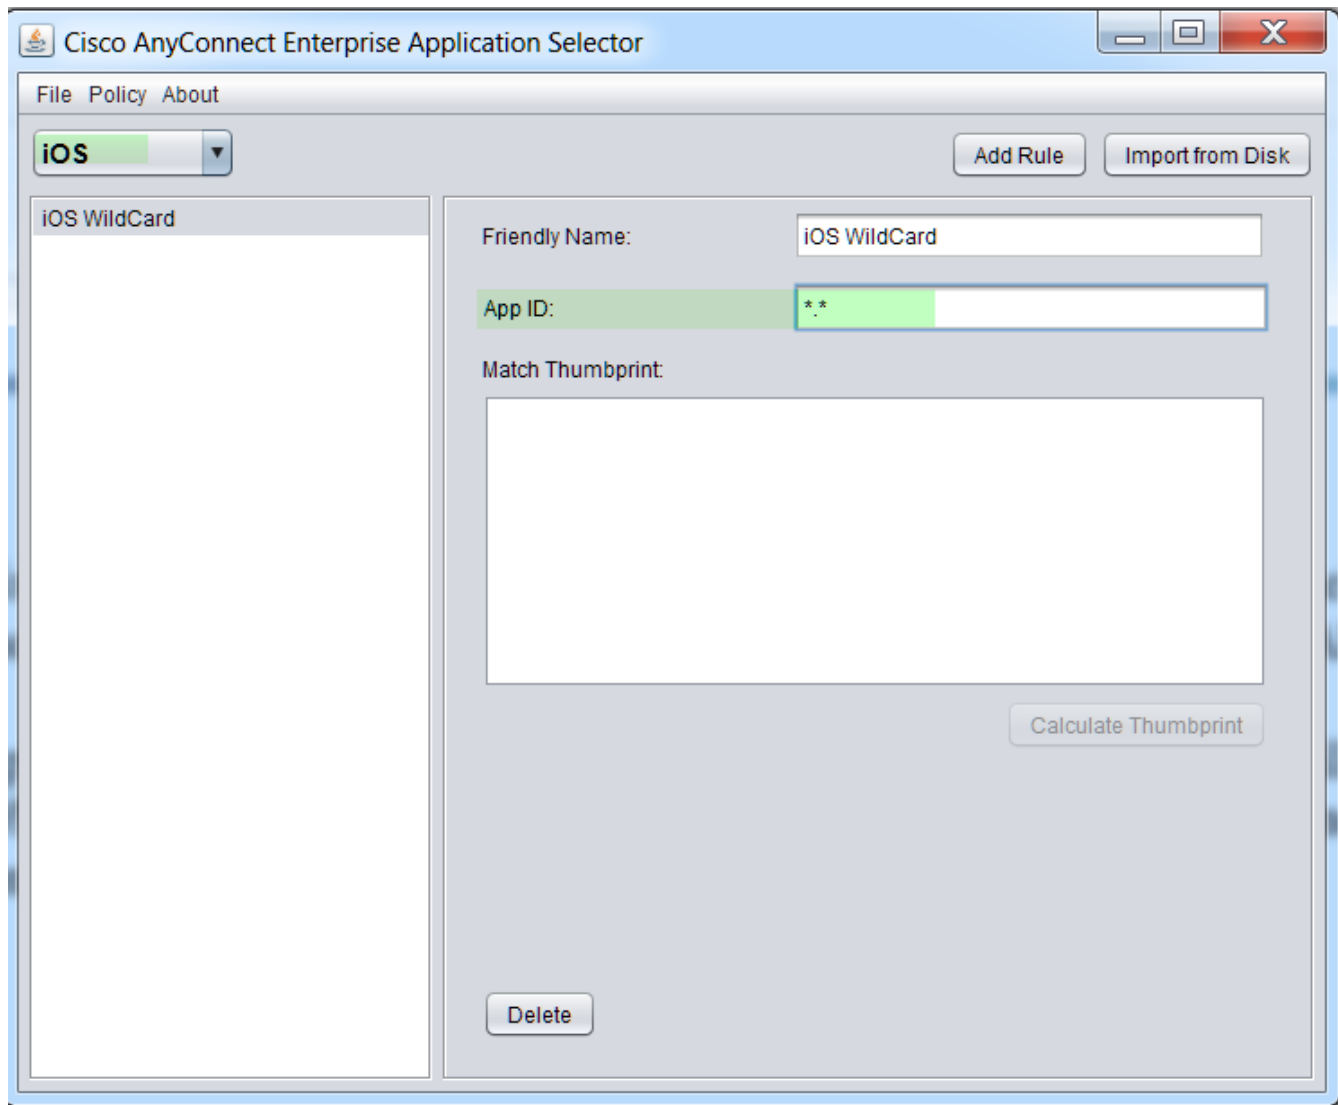 Cisco AnyConnect Enterprise Application Selector
File Policy About
iOS
Add Rule Import from Disk
iOS WildCard
Friendly Name: iOS WildCard
App ID: *.*
Match Thumbprint:
Calculate Thumbprint
Delete